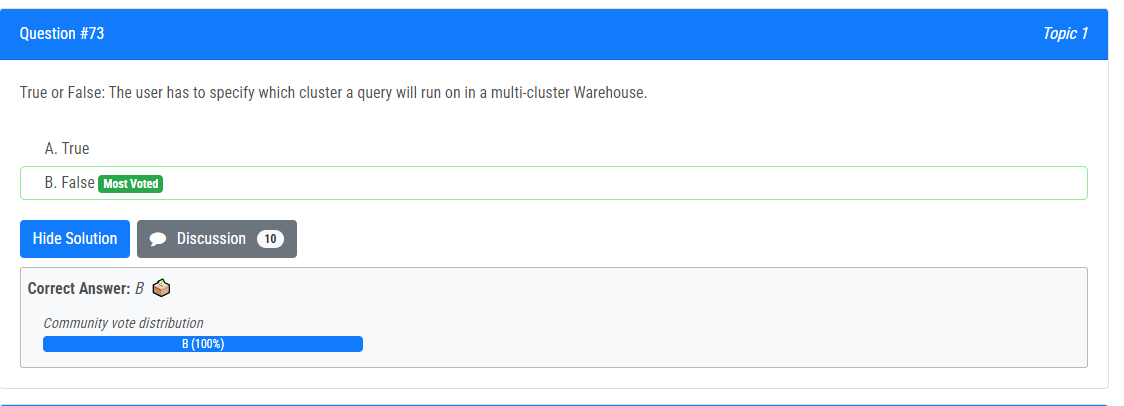 Question #73
Topic 1
True or False: The user has to specify which cluster a query will run on in a multi-cluster Warehouse.
A. True
B. False Most Voted
Hide Solution
Discussion 10
Correct Answer: B
Community vote distribution
B (100%)